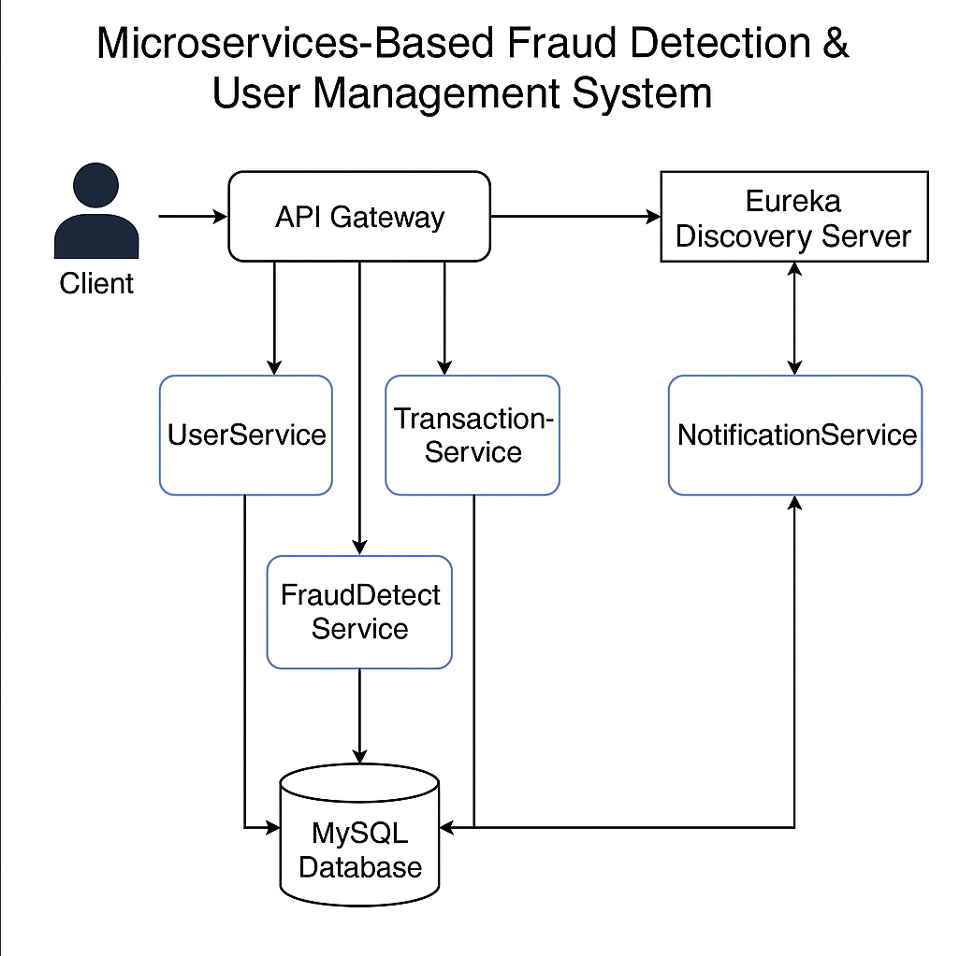 Microservices-Based Fraud Detection &
User Management System
Client
API Gateway
Eureka
Discovery Server
UserService
Transaction-
Service
NotificationService
FraudDetect
Service
MySQL
Database